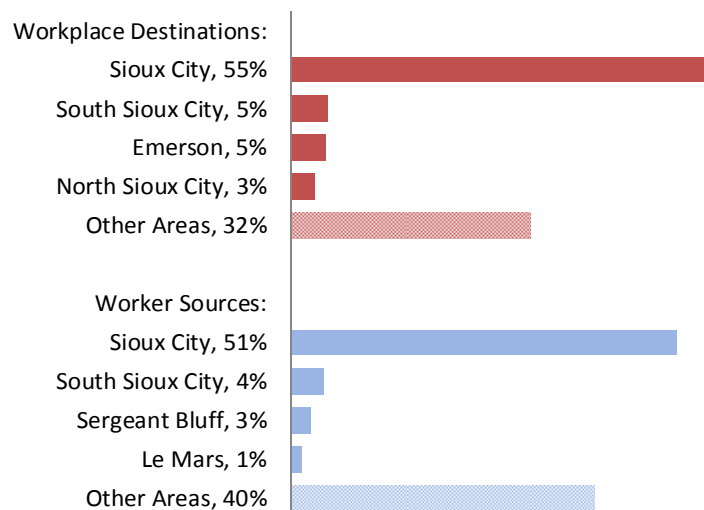 Workplace Destinations:
Sioux City, 55%
South Sioux City, 5%
Emerson, 5%
North Sioux City, 3%
Other Areas, 32%
Worker Sources:
Sioux City, 51%
South Sioux City, 4%
Sergeant Bluff, 3%
Le Mars, 1%
Other Areas, 40%